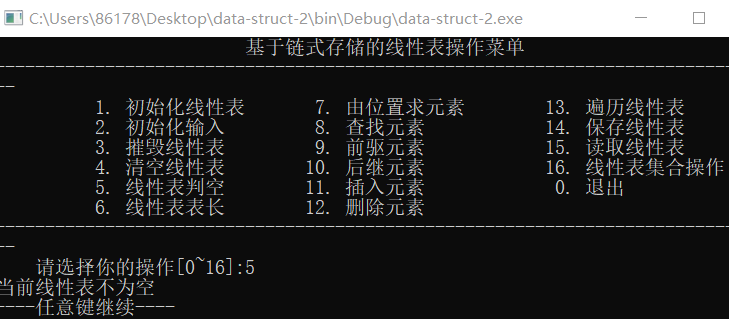 C:\Users\86178\Desktop\data-struct-2\bin\Debug\data-struct-2.exe
基于链式存储的线性表操作菜单
-------------------------------------------------------------------------
--
1. 初始化线性表 7. 由位置求元素 13. 遍历线性表
2. 初始化输入 8. 查找元素 14. 保存线性表
3. 摧毁线性表 9. 前驱元素 15. 读取线性表
4. 清空线性表 10. 后继元素 16. 线性表集合操作
5. 线性表判空 11. 插入元素 0. 退出
6. 线性表表长 12. 删除元素
-------------------------------------------------------------------------
--
请选择你的操作[0~16]:5
当前线性表不为空
----任意键继续----